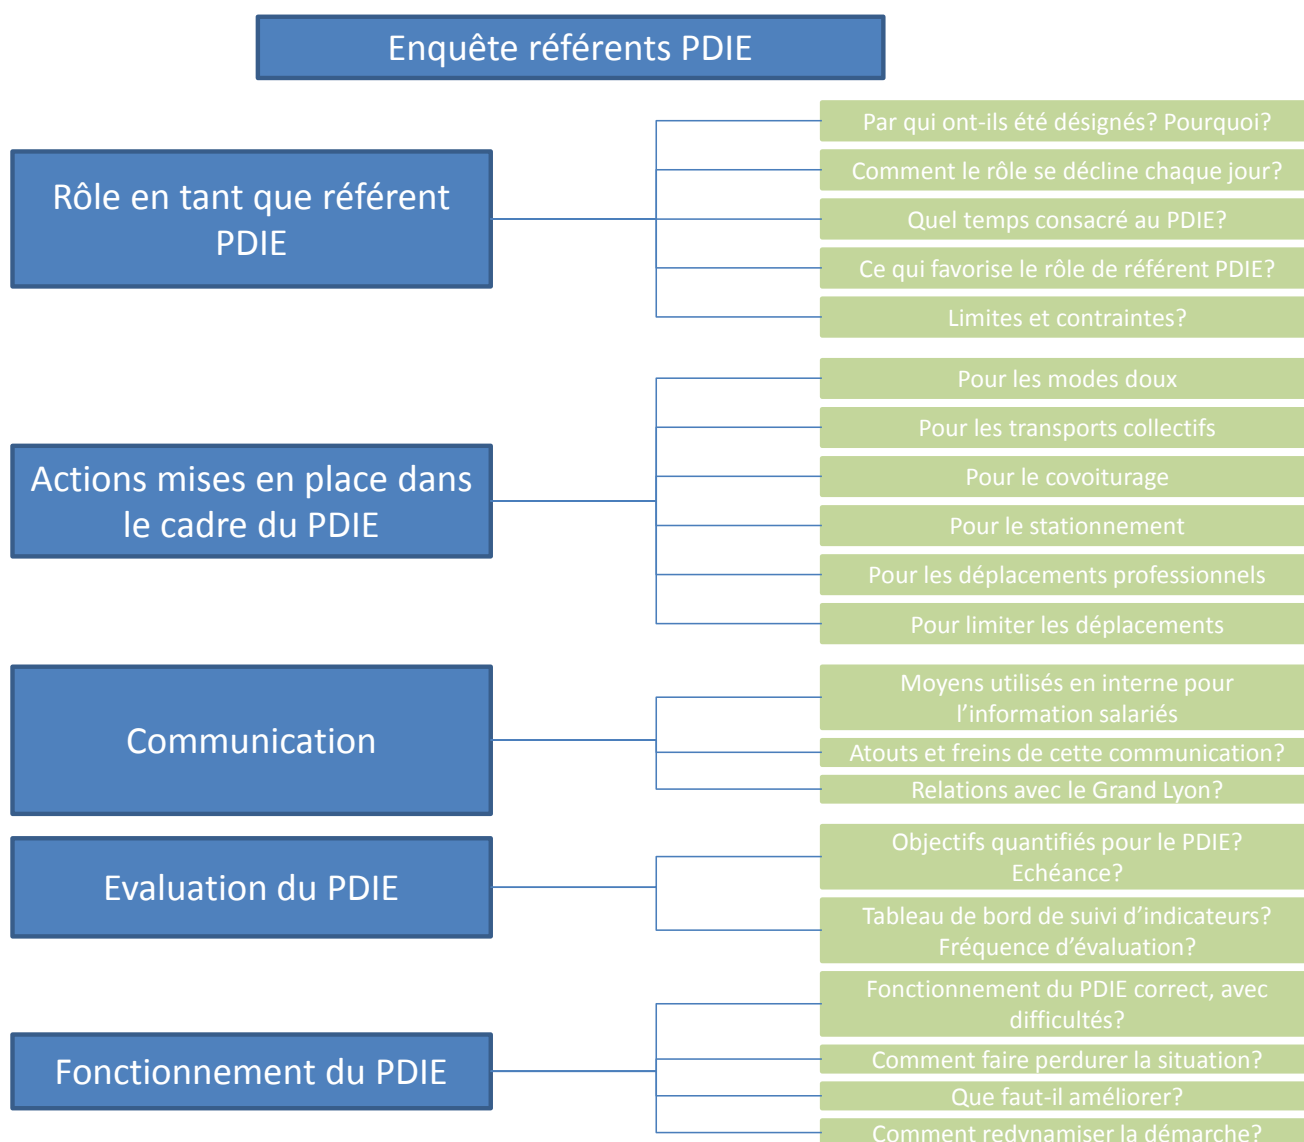 Enquête référents PDIE
Rôle en tant que référent
PDIE
Par qui ont-ils été désignés? Pourquoi?
Comment le rôle se décline chaque jour?
Quel temps consacré au PDIE?
Ce qui favorise le rôle de référent PDIE?
Limites et contraintes?
Actions mises en place dans
le cadre du PDIE
Pour les modes doux
Pour les transports collectifs
Pour le covoiturage
Pour le stationnement
Pour les déplacements professionnels
Pour limiter les déplacements
Communication
Moyens utilisés en interne pour
l’information salariés
Atouts et freins de cette communication?
Relations avec le Grand Lyon?
Evaluation du PDIE
Objectifs quantifiés pour le PDIE?
Echéance?
Tableau de bord de suivi d’indicateurs?
Fréquence d’évaluation?
Fonctionnement du PDIE
Fonctionnement du PDIE correct, avec
difficultés?
Comment faire perdurer la situation?
Que faut-il améliorer?
Comment redynamiser la démarche?